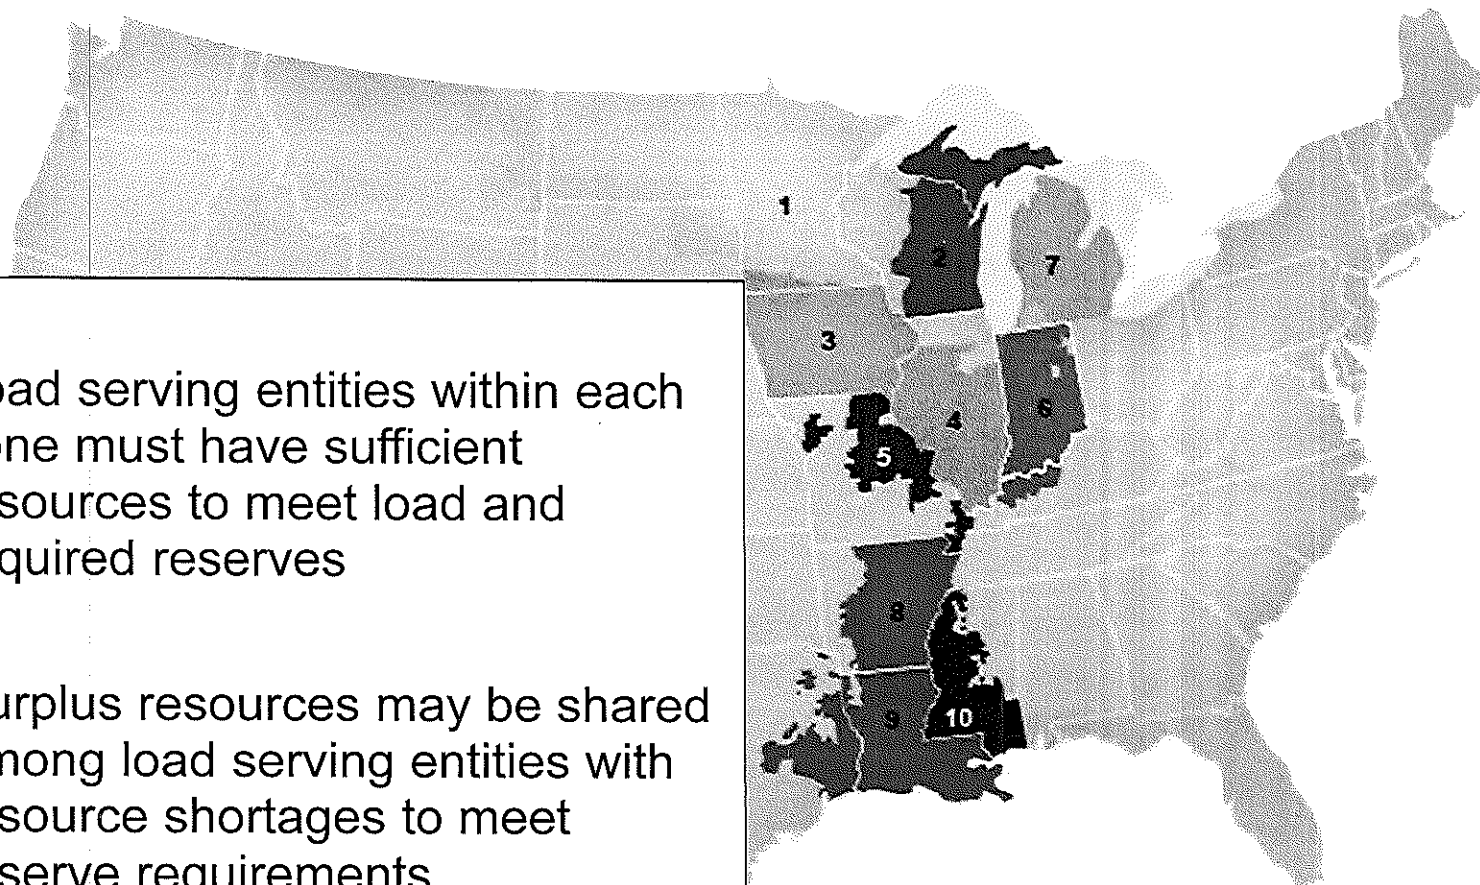 oad serving entities within each
ne must have sufficient
sources to meet load and
quired reserves
urplus resources may be shared
mong load serving entities with
source shortages to meet
serve requirements
1
2
7
3
4
6
5
8
9
10